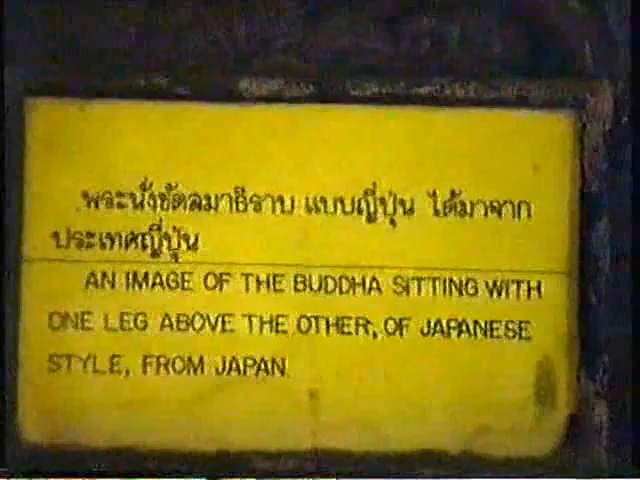 พระนั่งขัดสมาธิราบ แบบญี่ปุ่น ได้มาจาก
ประเทศญี่ปุ่น
AN IMAGE OF THE BUDDHA SITTING WITH
ONE LEG ABOVE THE OTHER, OF JAPANESE
STYLE, FROM JAPAN.